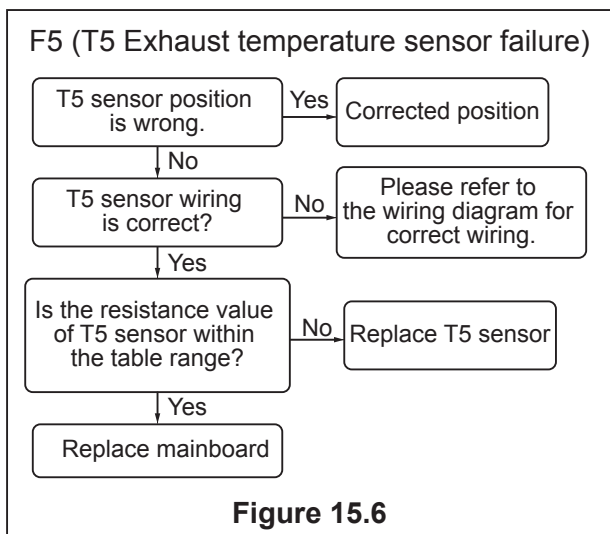 F5 (T5 Exhaust temperature sensor failure)
T5 sensor position
is wrong.
Yes
Corrected position
No
T5 sensor wiring
is correct?
No
Please refer to
the wiring diagram for
correct wiring.
Yes
Is the resistance value
of T5 sensor within
the table range?
No
Replace T5 sensor
Yes
Replace mainboard
Figure 15.6